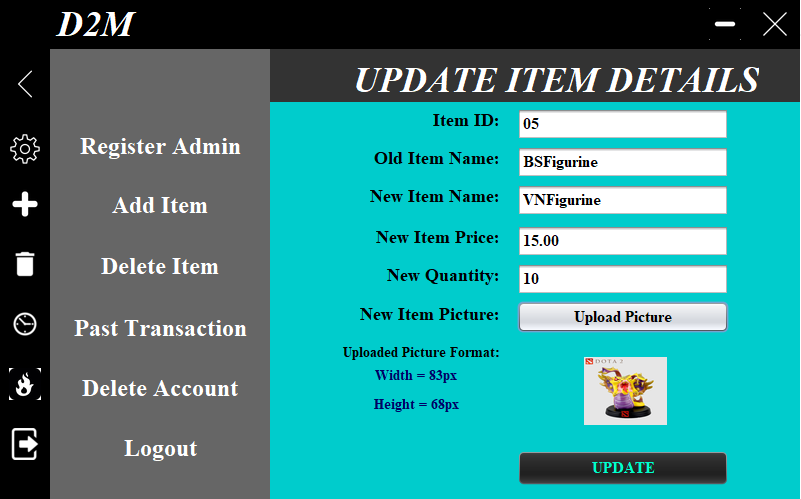 D2M
UPDATE ITEM DETAILS
Register Admin
Add Item
Delete Item
Past Transaction
Delete Account
Logout
Item ID: 05
Old Item Name: BSFigurine
New Item Name: VNFigurine
New Item Price: 15.00
New Quantity: 10
New Item Picture: Upload Picture
Uploaded Picture Format:
Width = 83px
Height = 68px
DOTA 2
UPDATE